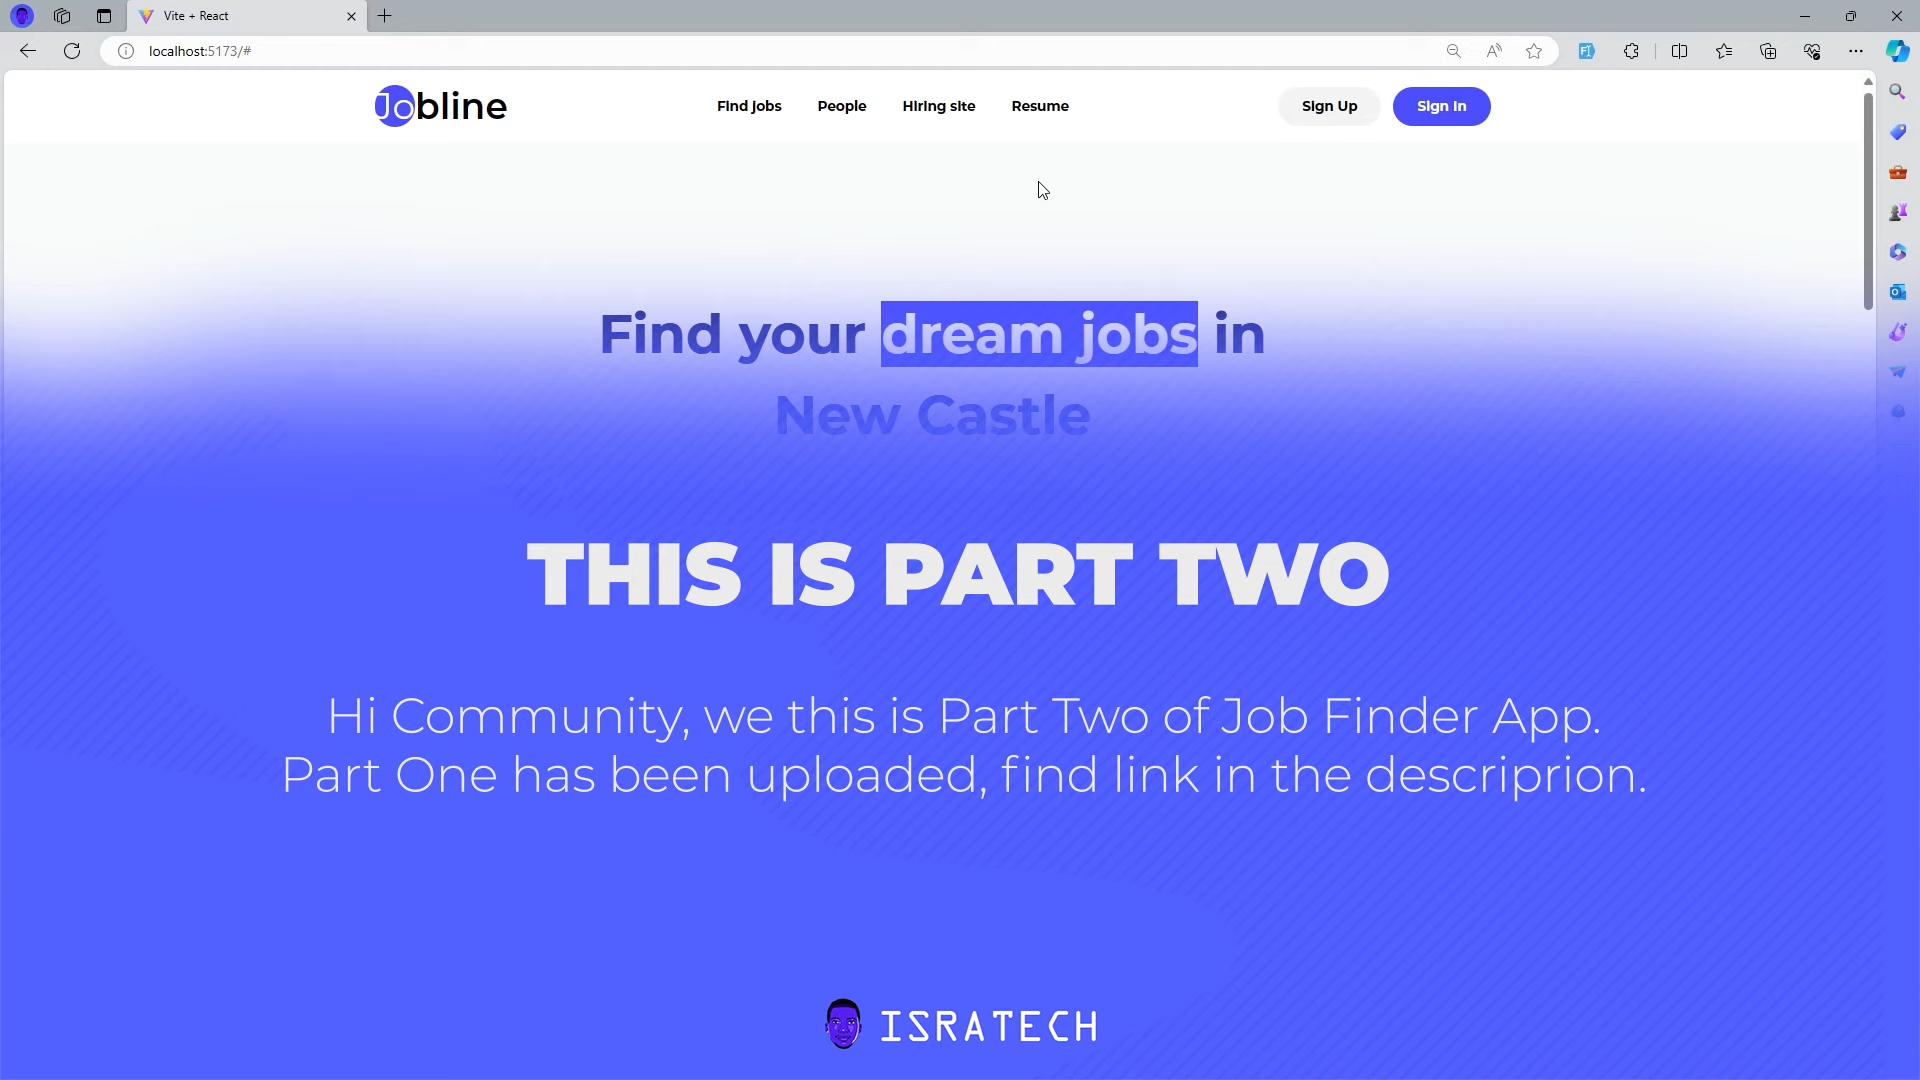 Vite + React
localhost:5173/#
Jobline
Find jobs
People
Hiring site
Resume
Sign Up
Sign In
Find your dream jobs in
New Castle
THIS IS PART TWO
Hi Community, we this is Part Two of Job Finder App.
Part One has been uploaded, find link in the descriprion.
ISRATECH